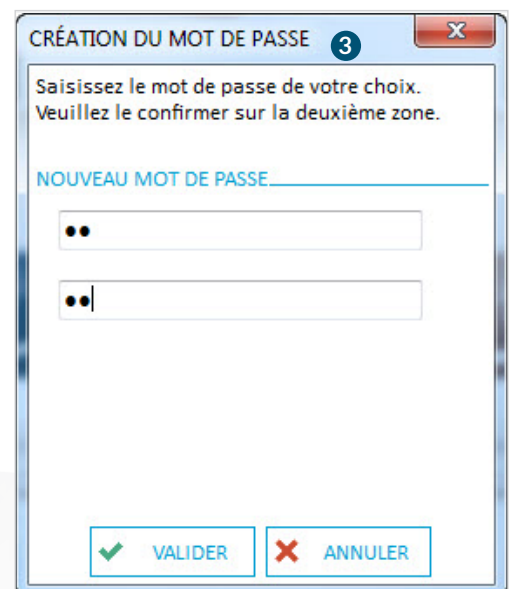 CRÉATION DU MOT DE PASSE 3
Saisissez le mot de passe de votre choix.
Veuillez le confirmer sur la deuxième zone.
NOUVEAU MOT DE PASSE
••
••
VALIDER ANNULER